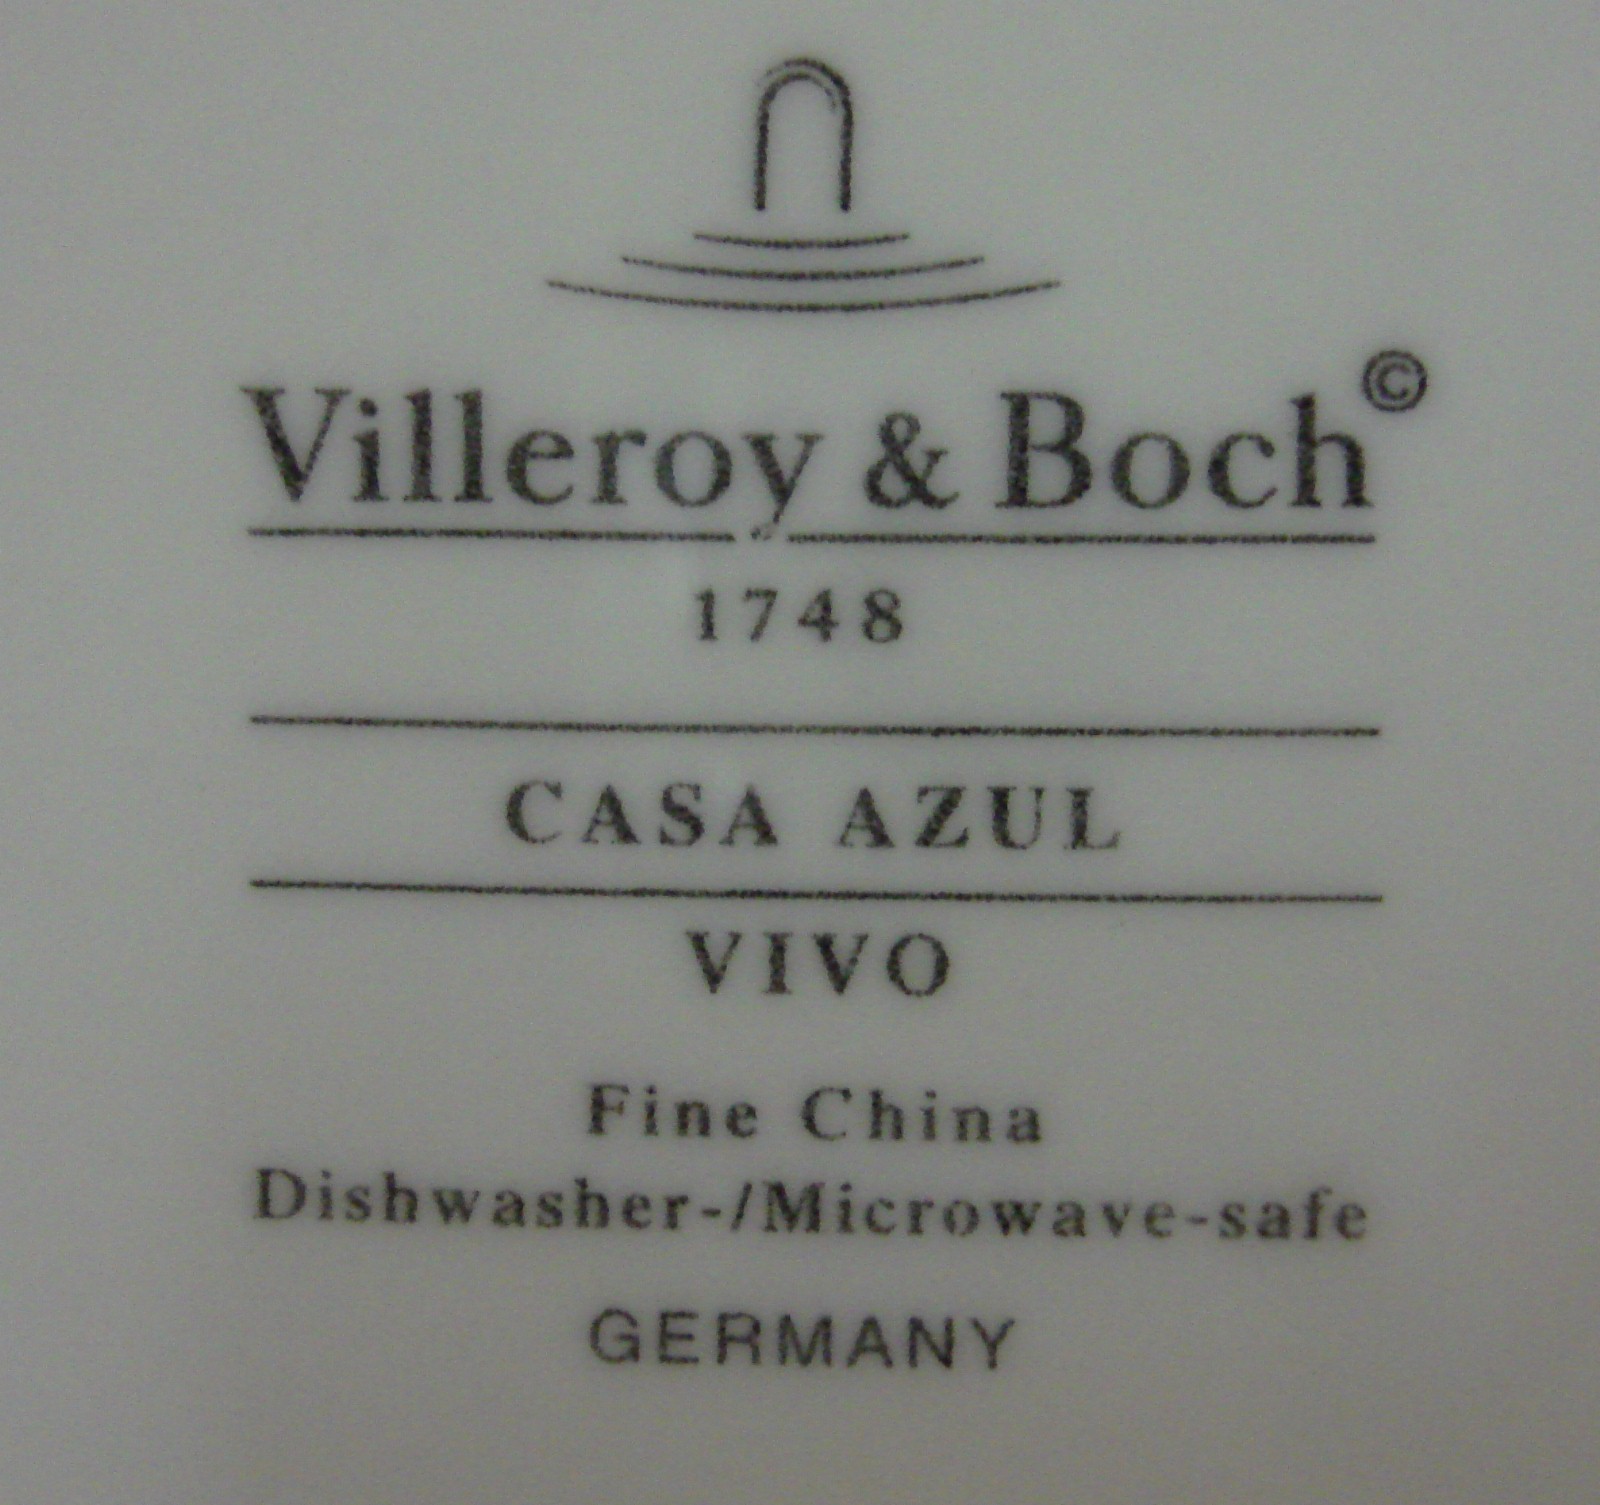 Villeroy & Boch©
1748
CASA AZUL
VIVO
Fine China
Dishwasher-/Microwave-safe
GERMANY